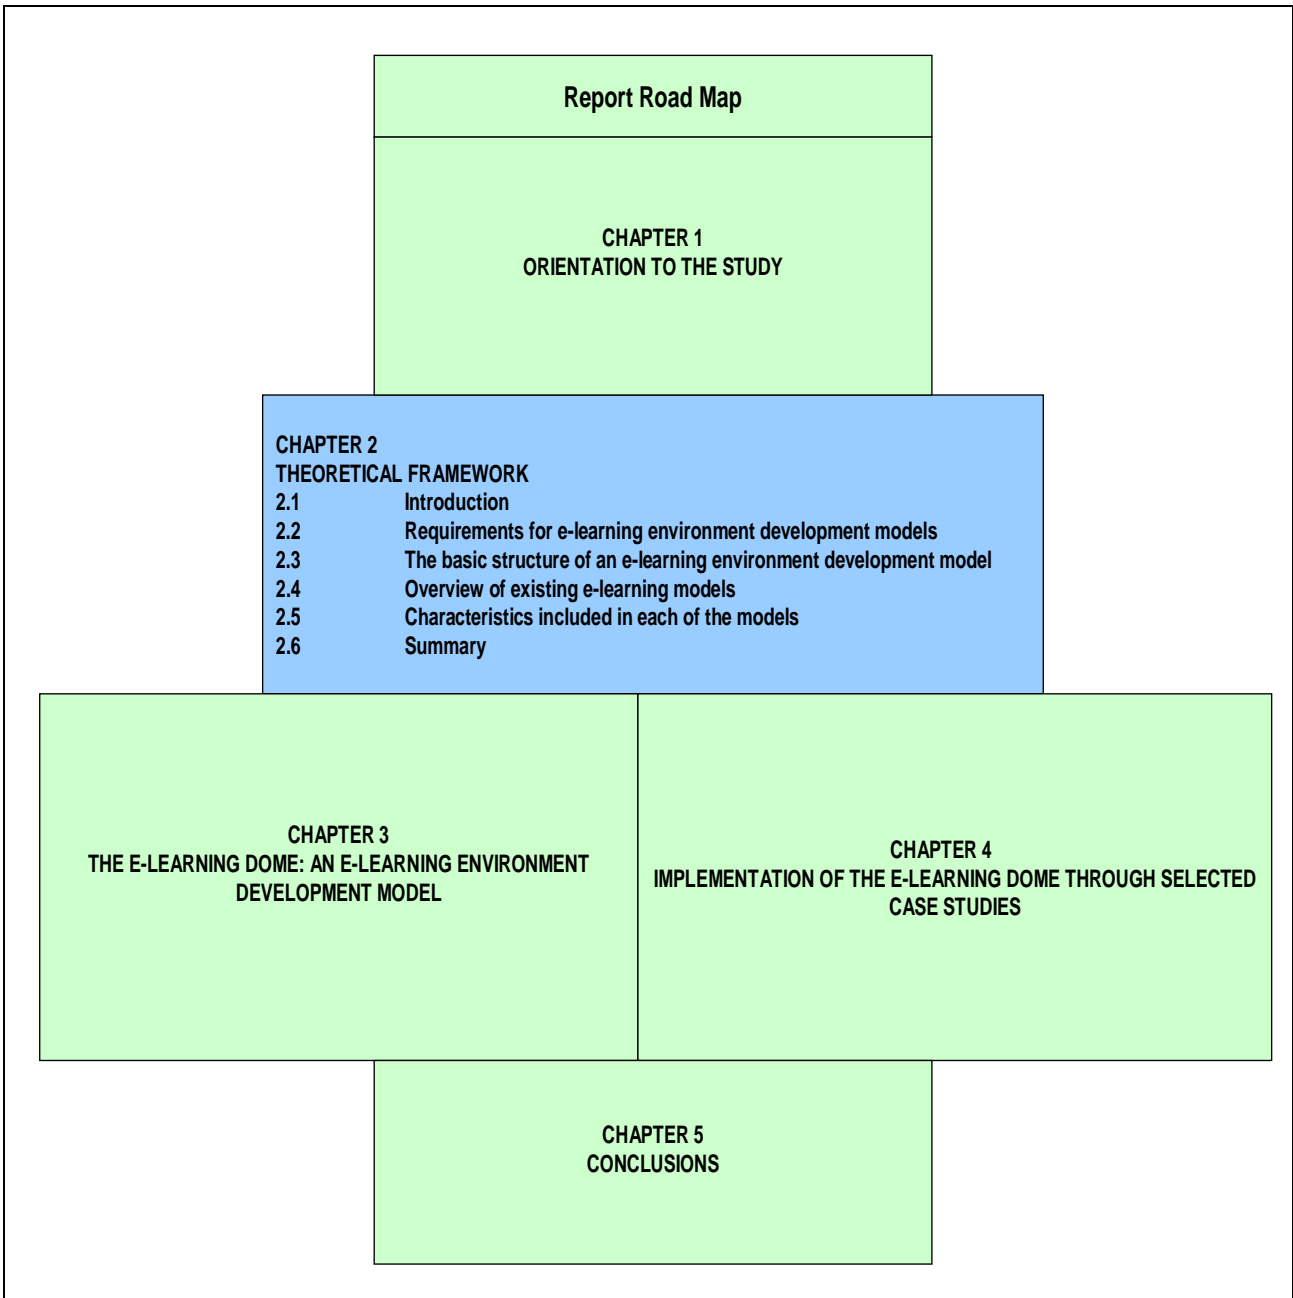 Report Road Map
CHAPTER 1
ORIENTATION TO THE STUDY
CHAPTER 2
THEORETICAL FRAMEWORK
2.1 Introduction
2.2 Requirements for e-learning environment development models
2.3 The basic structure of an e-learning environment development model
2.4 Overview of existing e-learning models
2.5 Characteristics included in each of the models
2.6 Summary
CHAPTER 3
THE E-LEARNING DOME: AN E-LEARNING ENVIRONMENT
DEVELOPMENT MODEL
CHAPTER 4
IMPLEMENTATION OF THE E-LEARNING DOME THROUGH SELECTED
CASE STUDIES
CHAPTER 5
CONCLUSIONS